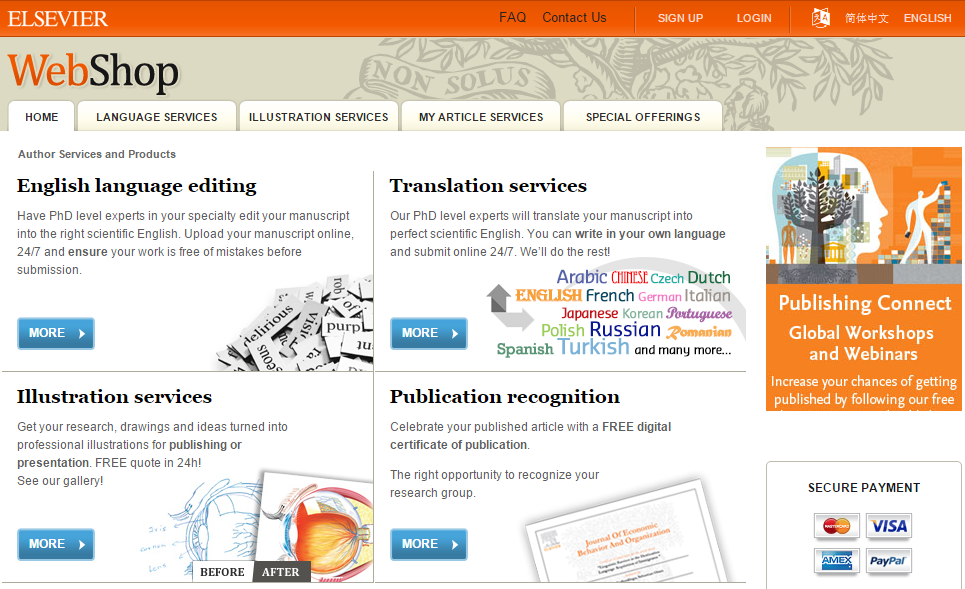 ELSEVIER
FAQ Contact Us SIGN UP LOGIN 简体中文 ENGLISH
WebShop
NON SOLUS
HOME LANGUAGE SERVICES ILLUSTRATION SERVICES MY ARTICLE SERVICES SPECIAL OFFERINGS
Author Services and Products
English language editing
Have PhD level experts in your specialty edit your manuscript
into the right scientific English. Upload your manuscript online,
24/7 and ensure your work is free of mistakes before
submission.
MORE
Translation services
Our PhD level experts will translate your manuscript into
perfect scientific English. You can write in your own language
and submit online 24/7. We'll do the rest!
Arabic CHINESE Czech Dutch
ENGLISH French German Italian
Japanese Korean Portuguese
Polish Russian Romanian
Spanish Turkish and many more...
MORE
Illustration services
Get your research, drawings and ideas turned into
professional illustrations for publishing or
presentation. FREE quote in 24h!
See our gallery!
MORE
BEFORE AFTER
Publication recognition
Celebrate your published article with a FREE digital
certificate of publication.
The right opportunity to recognize your
research group.
MORE
Journal Of Economic
Behavior And Organization
Publishing Connect
Global Workshops
and Webinars
Increase your chances of getting
published by following our free
SECURE PAYMENT
MASTERCARD VISA
AMEX PayPal